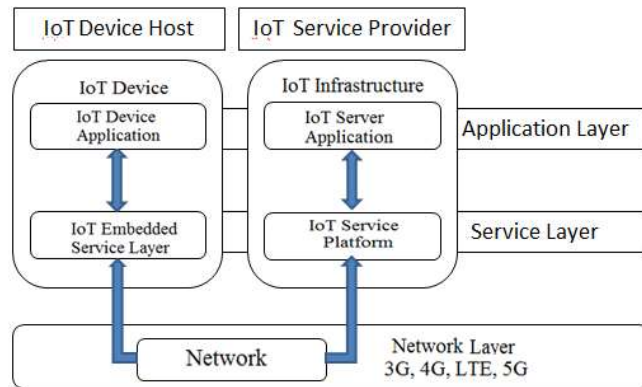 IoT Device Host
IoT Service Provider
IoT Device
IoT Infrastructure
IoT Device
Application
IoT Server
Application
Application Layer
IoT Embedded
Service Layer
IoT Service
Platform
Service Layer
Network
Network Layer
3G, 4G, LTE, 5G